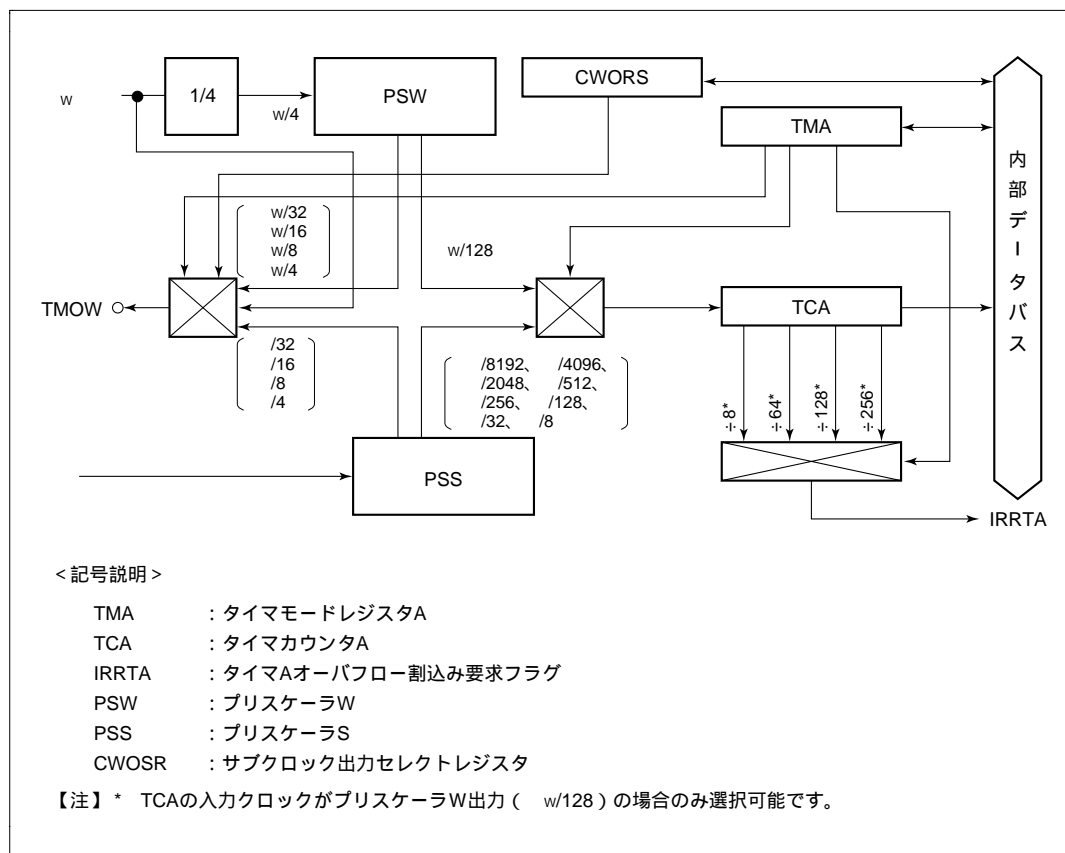 W
1/4
W/4
PSW
CWORS
TMA
W/32
W/16
W/8
W/4
W/128
TMOW
TCA
/32
/16
/8
/4
/8192、 /4096、
/2048、 /512、
/256、 /128、
/32、 /8
÷8*
÷64*
÷128*
÷256*
PSS
内部データバス
IRRTA
<記号説明>
TMA :タイマモードレジスタA
TCA :タイマカウンタA
IRRTA :タイマAオーバフロー割込み要求フラグ
PSW :プリスケーラW
PSS :プリスケーラS
CWOSR :サブクロック出力セレクトレジスタ
【注】* TCAの入力クロックがプリスケーラW出力( W/128)の場合のみ選択可能です。